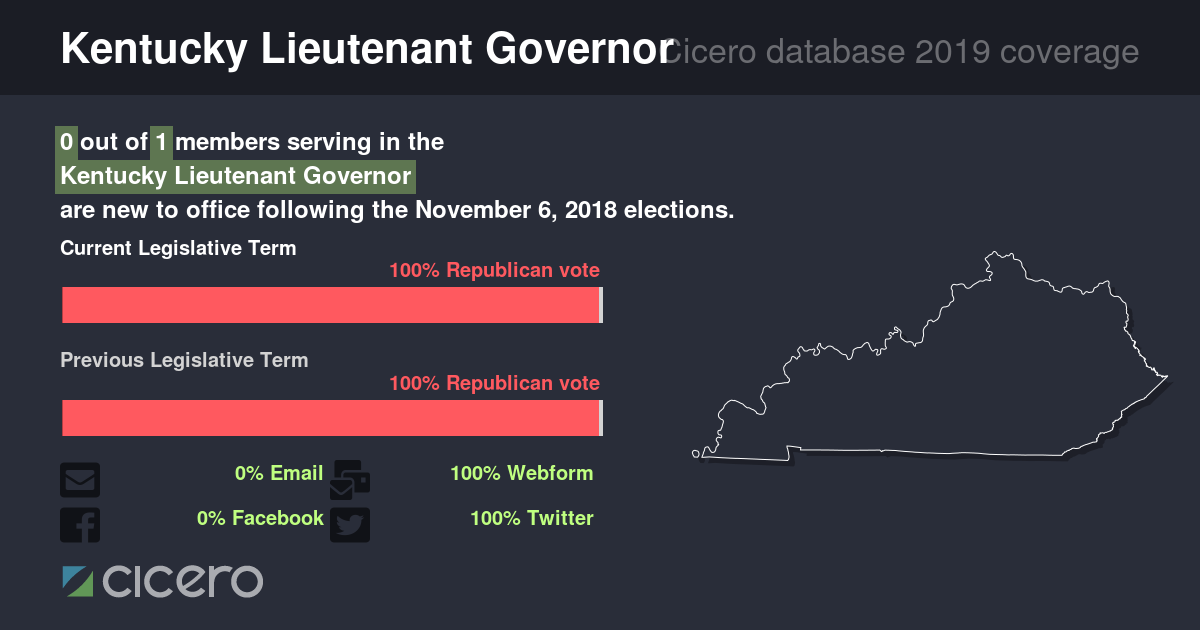 Kentucky Lieutenant Governor
Cicero database 2019 coverage
0 out of 1 members serving in the
Kentucky Lieutenant Governor
are new to office following the November 6, 2018 elections.
Current Legislative Term
100% Republican vote
Previous Legislative Term
100% Republican vote
0% Email
100% Webform
0% Facebook
100% Twitter
cicero